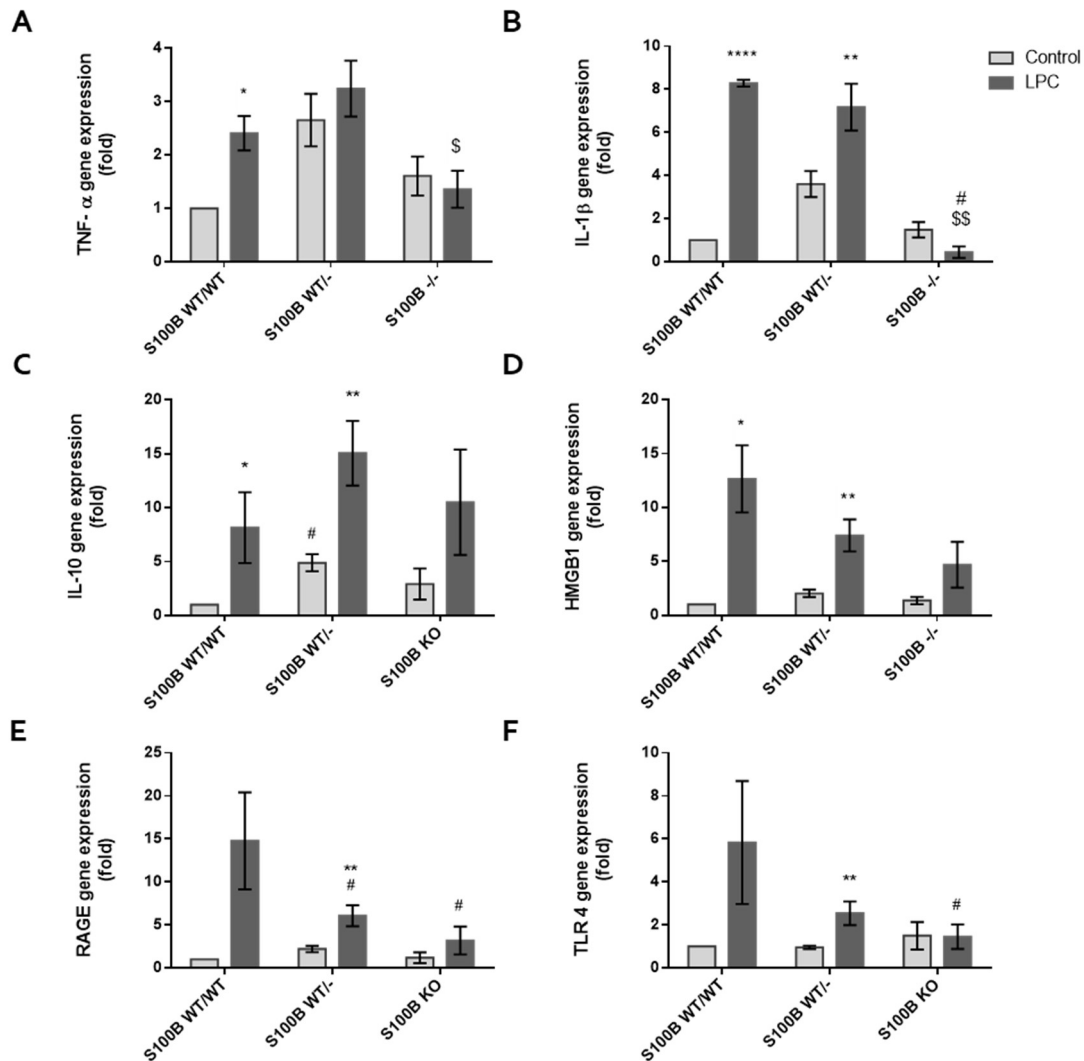 A
TNF- α gene expression
(fold)
4
3
2
1
0
*
$
S100B WT/WT
S100B WT/-
S100B -/-
B
IL-1β gene expression
(fold)
10
8
6
4
2
0
****
**
#
$$
S100B WT/WT
S100B WT/-
S100B -/-
Control
LPC
C
IL-10 gene expression
(fold)
20
15
10
5
0
*
#
**
S100B WT/WT
S100B WT/-
S100B KO
D
HMGB1 gene expression
(fold)
20
15
10
5
0
*
**
S100B WT/WT
S100B WT/-
S100B -/-
E
RAGE gene expression
(fold)
25
20
15
10
5
0
**
#
#
S100B WT/WT
S100B WT/-
S100B KO
F
TLR 4 gene expression
(fold)
10
8
6
4
2
0
**
#
S100B WT/WT
S100B WT/-
S100B KO